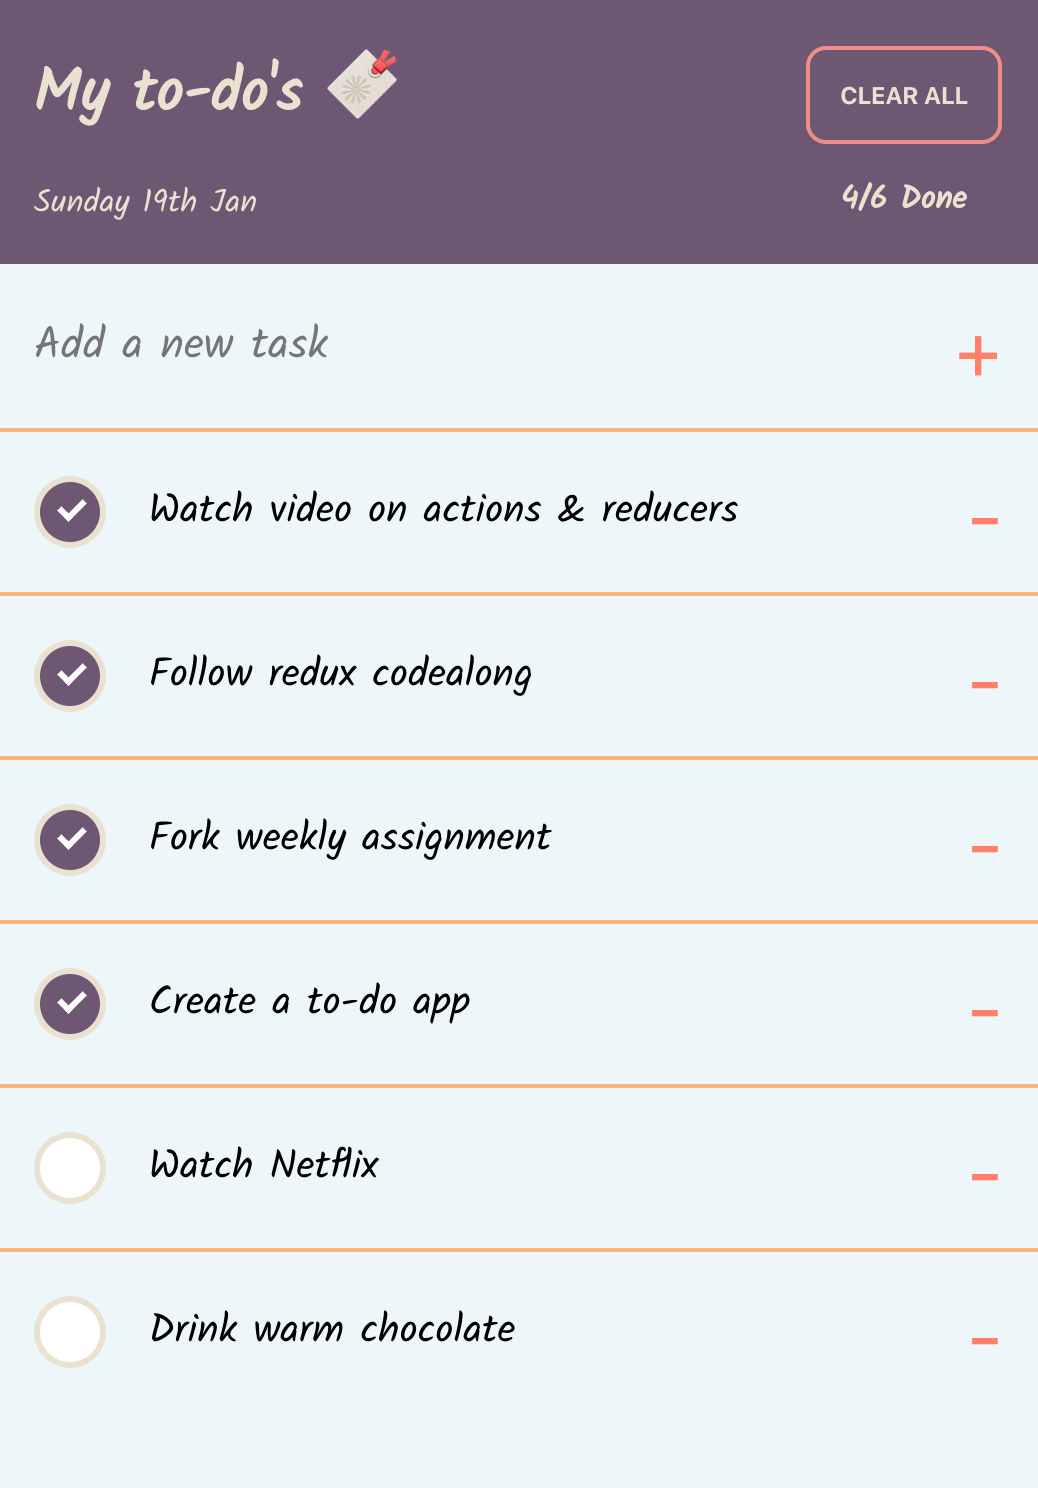 My to-do's
CLEAR ALL
Sunday 19th Jan
4/6 Done
Add a new task
+
Watch video on actions & reducers
-
Follow redux codealong
-
Fork weekly assignment
-
Create a to-do app
-
Watch Netflix
-
Drink warm chocolate
-